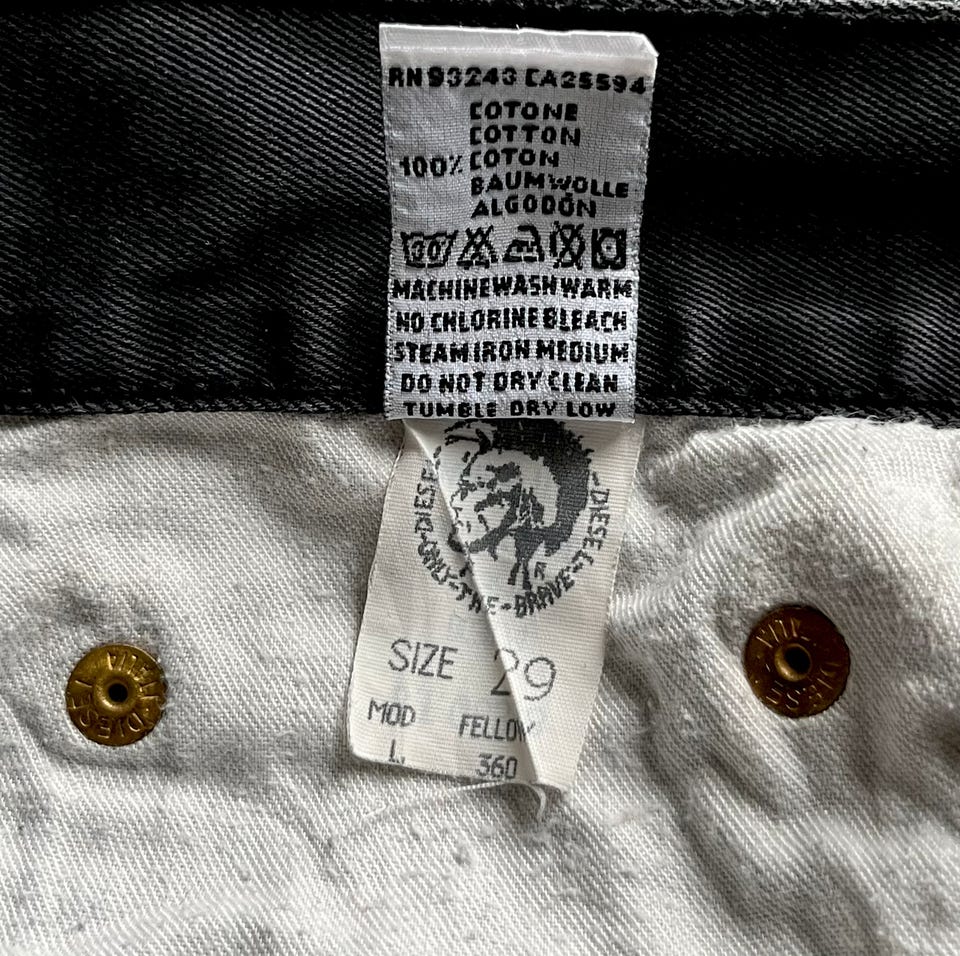 RN 93243 CA25594
COTONE
COTTON
100% COTON
BAUMWOLLE
ALGODÓN
30
MACHINE WASH WARM
NO CHLORINE BLEACH
STEAM IRON MEDIUM
DO NOT DRY CLEAN
TUMBLE DRY LOW
DIESEL-ONLY-THE-BRAVE-DIESEL-
SIZE 29
MOD FELLOW
L. 360
DIESEL
DIESEL